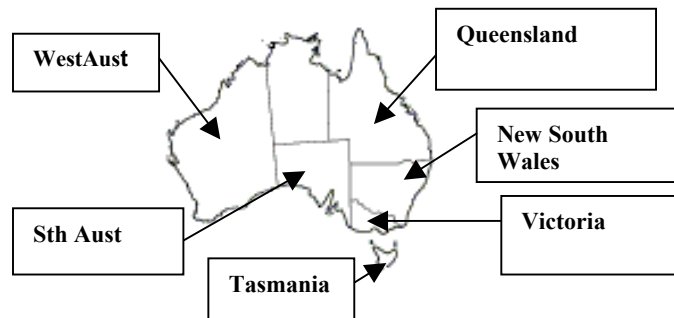 Queensland
WestAust
New South
Wales
Sth Aust
Victoria
Tasmania